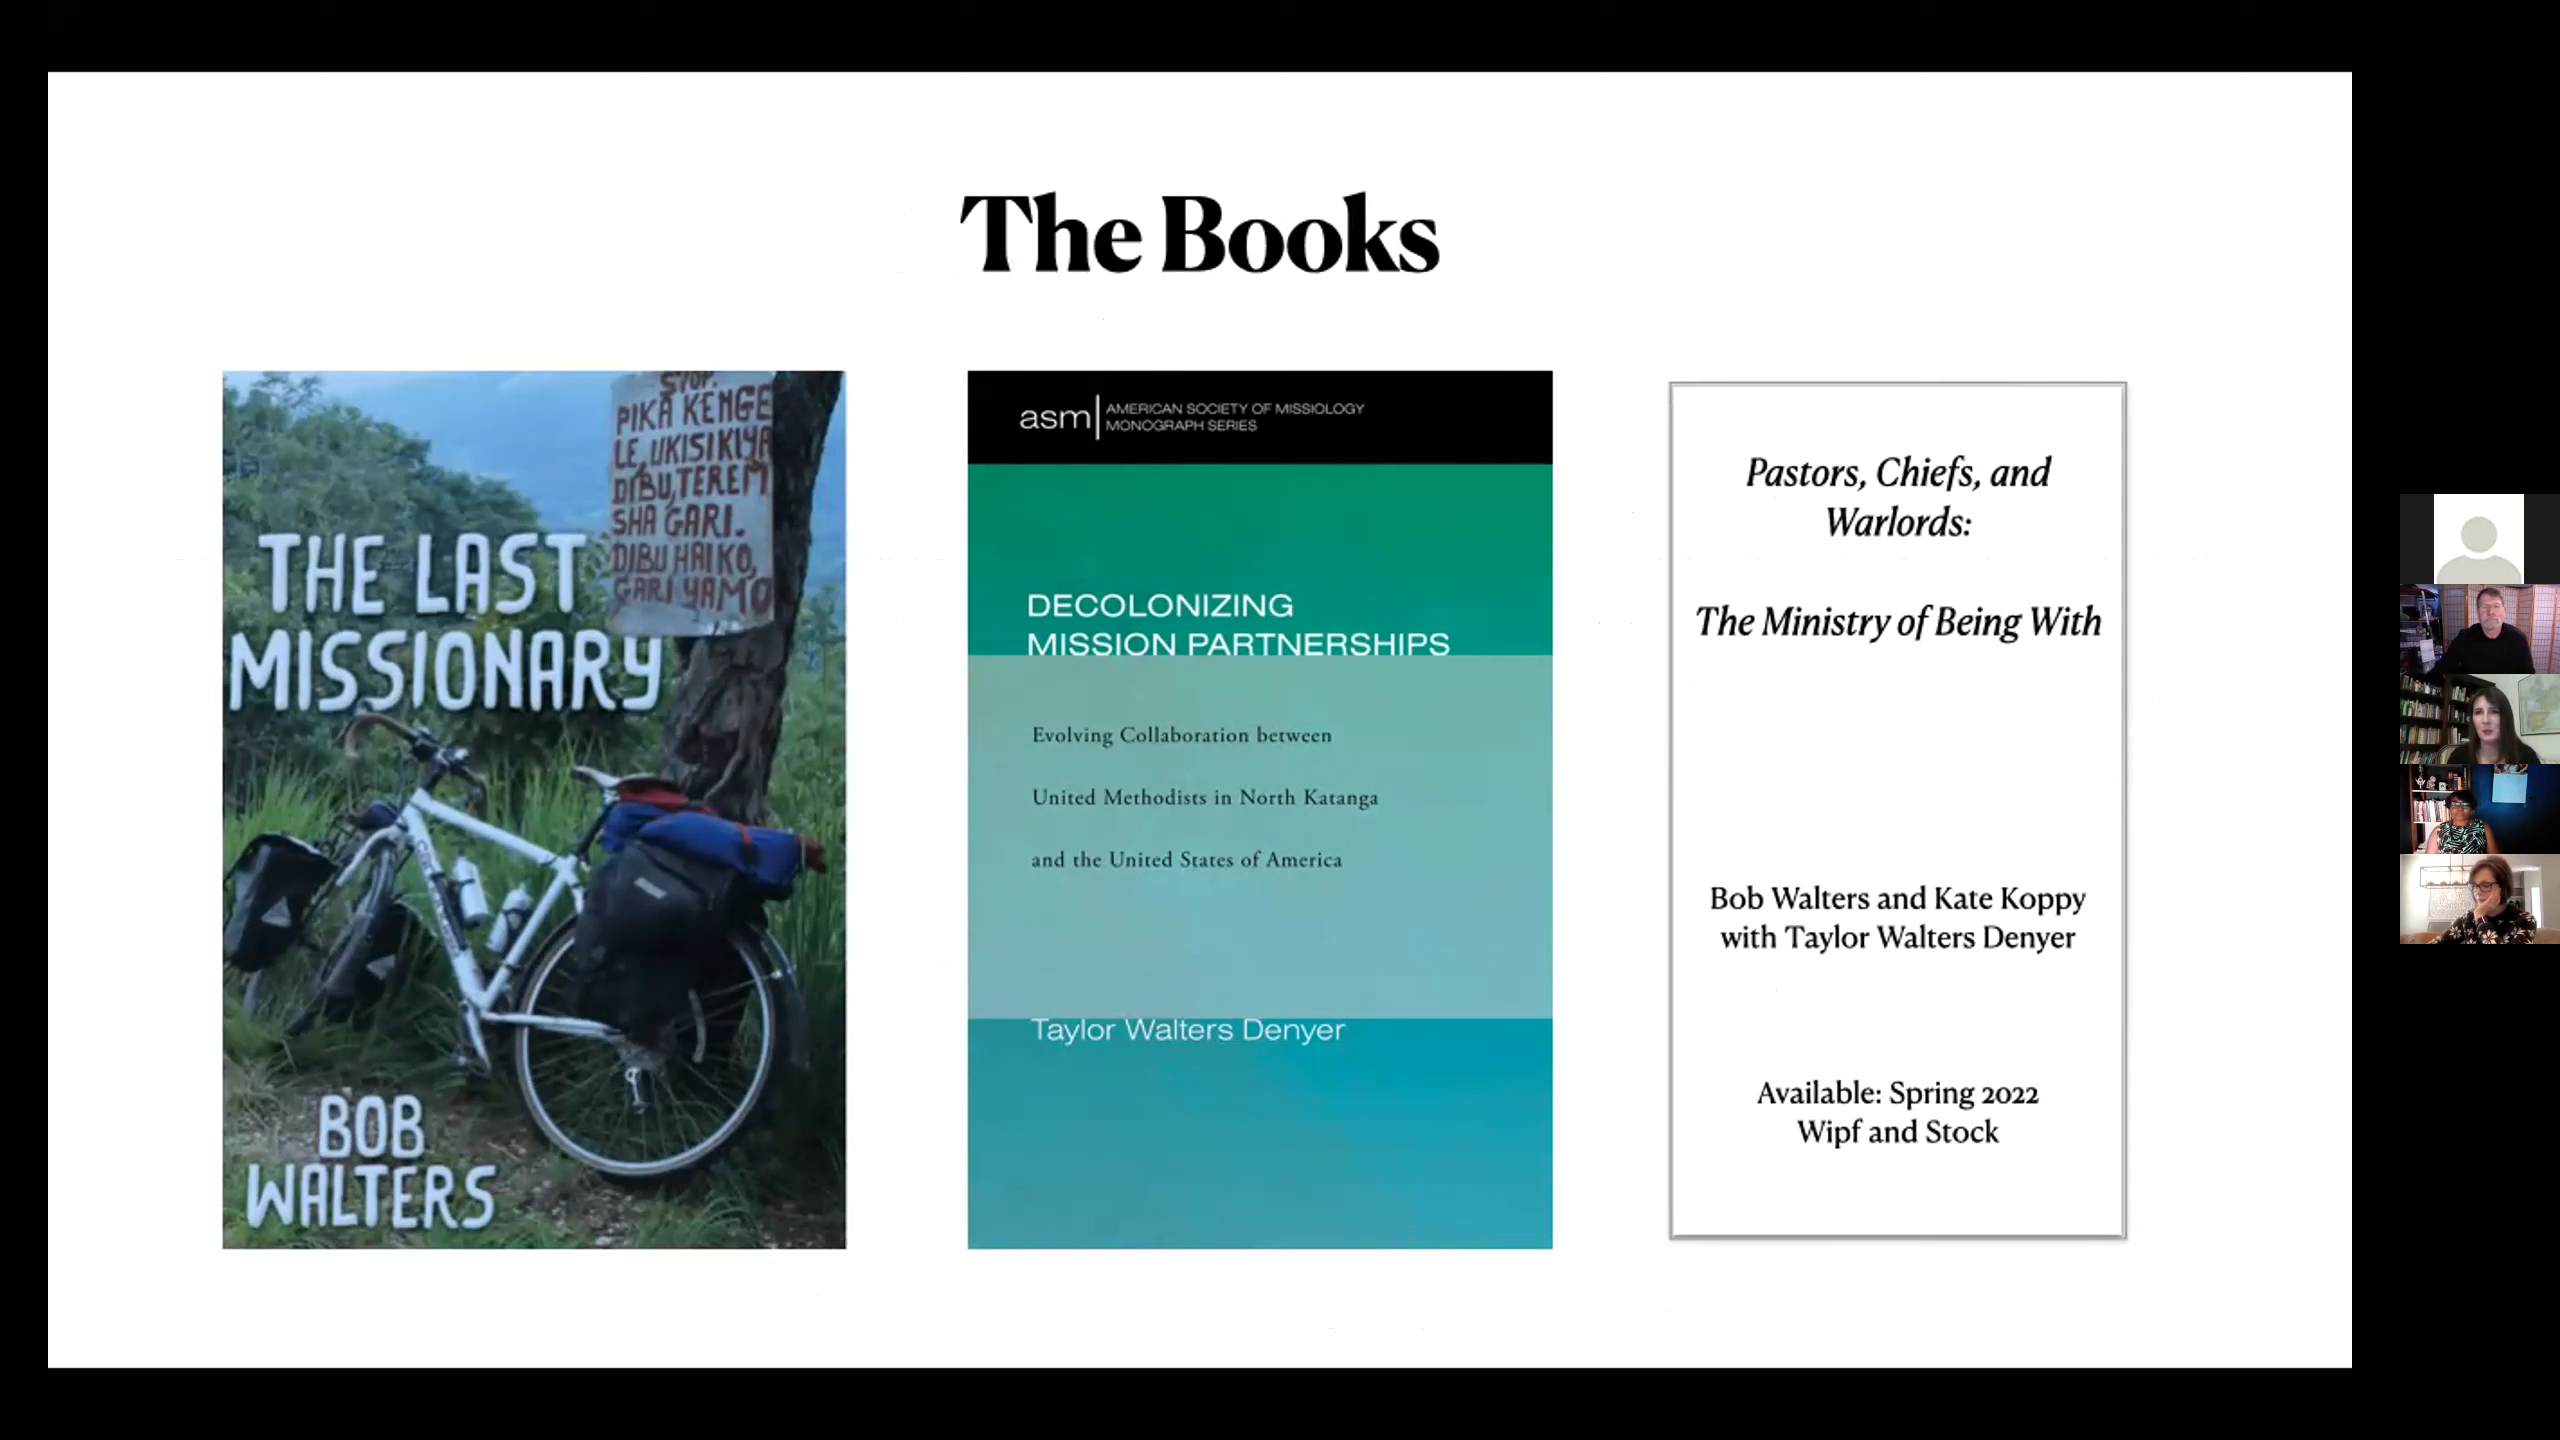 The Books
STOP.
PIKA KENGE
LE, UKISIKIYA
DIBU, TEREM
SHA GARI.
DIBU HAIKO,
GARI YAMO
THE LAST
MISSIONARY
BOB
WALTERS
asm
AMERICAN SOCIETY OF MISSIOLOGY
MONOGRAPH SERIES
DECOLONIZING
MISSION PARTNERSHIPS
Evolving Collaboration between
United Methodists in North Katanga
and the United States of America
Taylor Walters Denyer
Pastors, Chiefs, and
Warlords:
The Ministry of Being With
Bob Walters and Kate Koppy
with Taylor Walters Denyer
Available: Spring 2022
Wipf and Stock